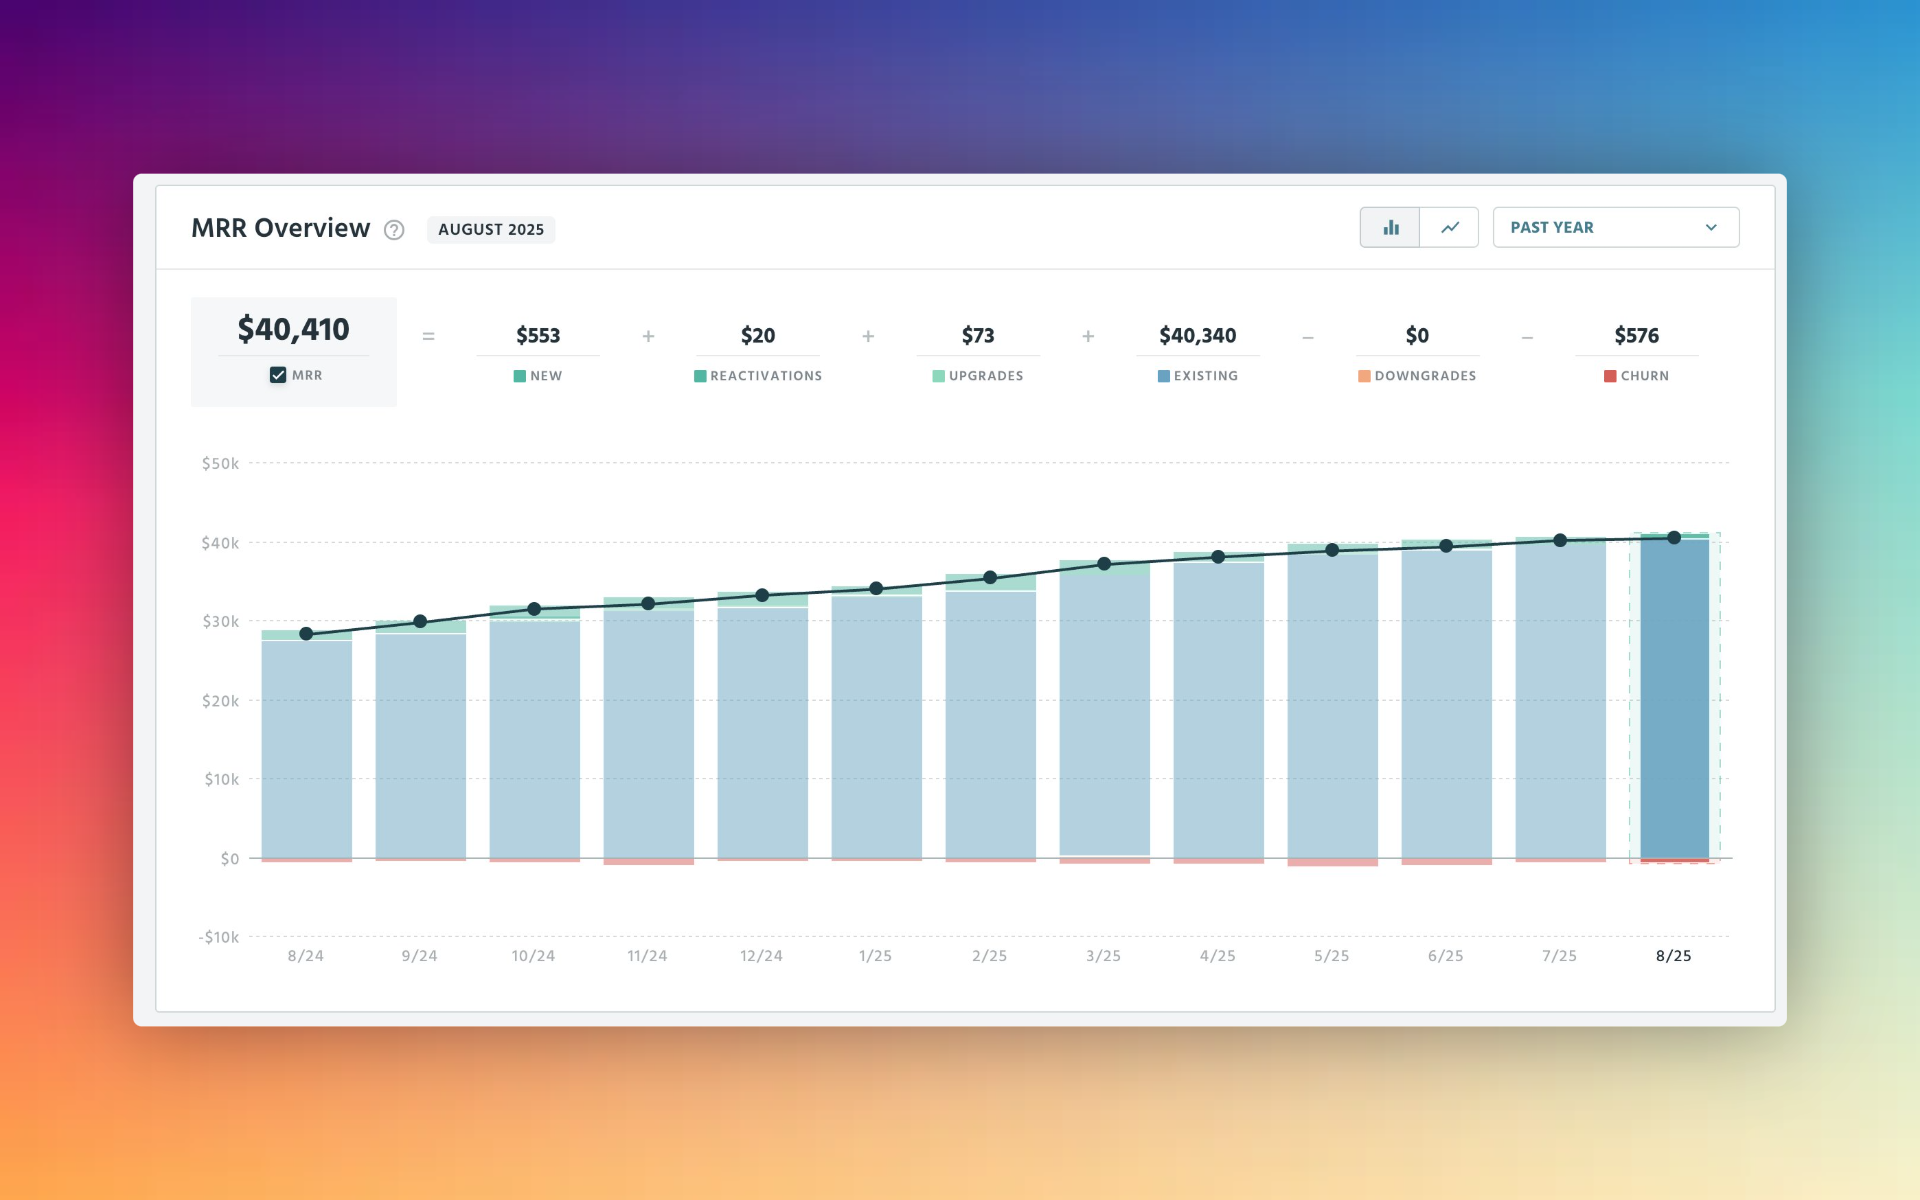 MRR Overview ? AUGUST 2025 PAST YEAR
$40,410 = $553 + $20 + $73 + $40,340 – $0 – $576
MRR NEW REACTIVATIONS UPGRADES EXISTING DOWNGRADES CHURN
$50k
$40k
$30k
$20k
$10k
$0
-$10k
8/24 9/24 10/24 11/24 12/24 1/25 2/25 3/25 4/25 5/25 6/25 7/25 8/25